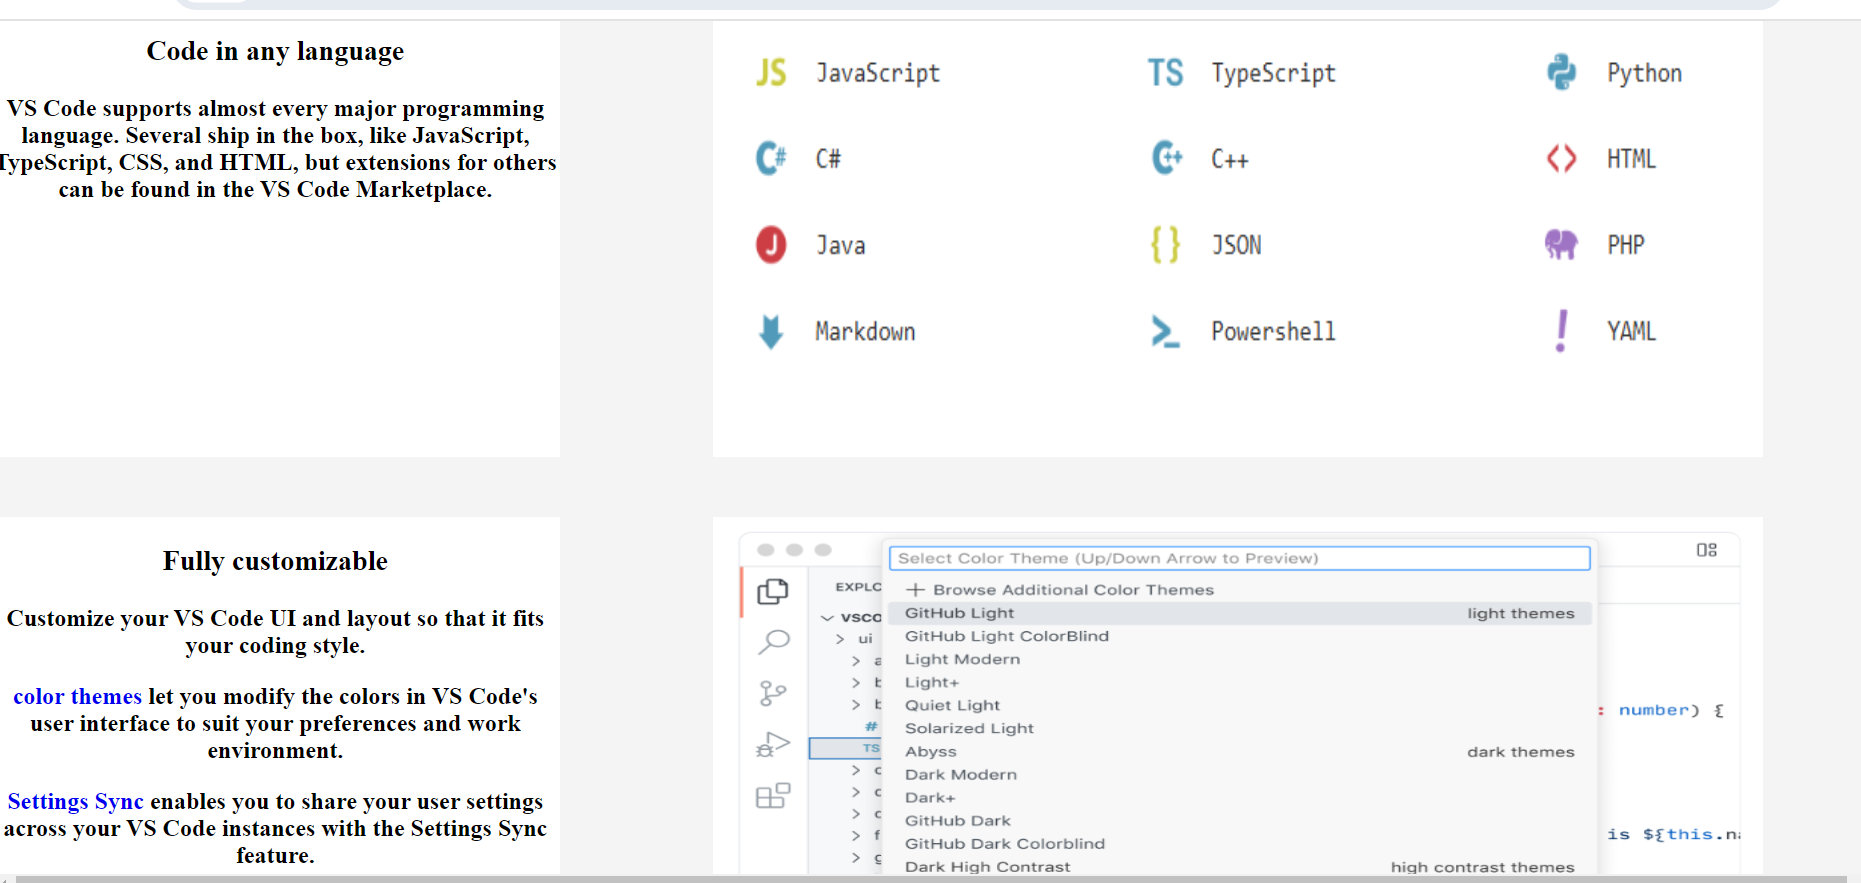 Code in any language
VS Code supports almost every major programming
language. Several ship in the box, like JavaScript,
TypeScript, CSS, and HTML, but extensions for others
can be found in the VS Code Marketplace.
JS JavaScript
TS TypeScript
Python
C# C#
C++ C++
HTML
J Java
{} JSON
PHP
Markdown
Powershell
! YAML
Fully customizable
Customize your VS Code UI and layout so that it fits
your coding style.
color themes let you modify the colors in VS Code's
user interface to suit your preferences and work
environment.
Settings Sync enables you to share your user settings
across your VS Code instances with the Settings Sync
feature.
Select Color Theme (Up/Down Arrow to Preview)
Browse Additional Color Themes
GitHub Light light themes
GitHub Light ColorBlind
Light Modern
Light+
Quiet Light
Solarized Light
Abyss dark themes
Dark Modern
Dark+
GitHub Dark
GitHub Dark Colorblind
Dark High Contrast high contrast themes
EXPLO
VSCO
ui
#
TS
: number) {
is ${this.na